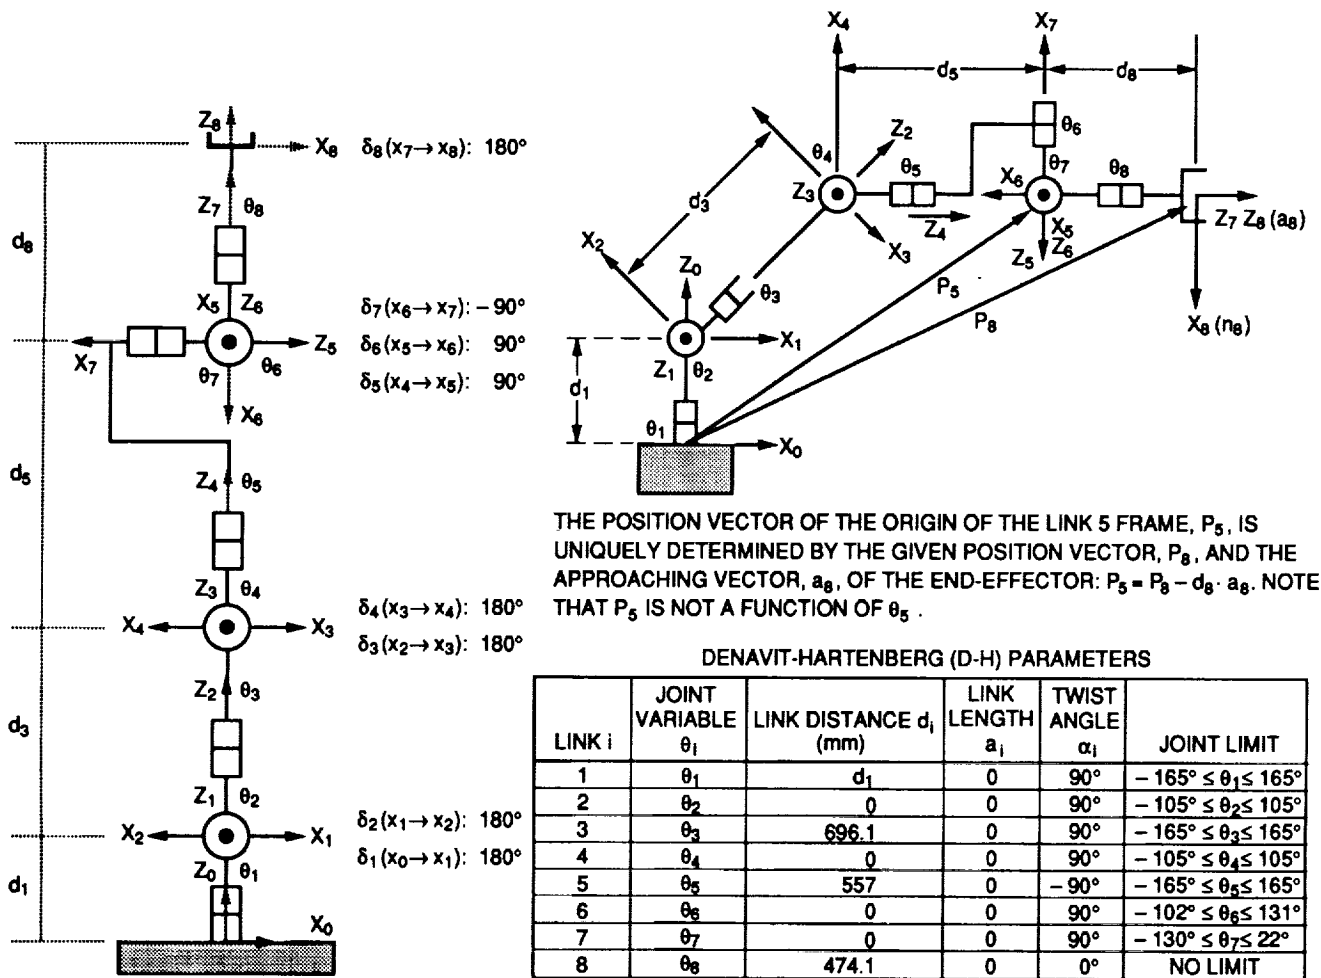 Z₈
X₈ δ₈(x₇→x₈): 180°
d₈
Z₇ θ₈
X₅ Z₆
δ₇(x₆→x₇): – 90°
X₇
Z₅
δ₆(x₅→x₆): 90°
θ₇ θ₆
δ₅(x₄→x₅): 90°
X₆
d₅
Z₄ θ₅
Z₃ θ₄
δ₄(x₃→x₄): 180°
X₄ X₃
δ₃(x₂→x₃): 180°
Z₂ θ₃
d₃
Z₁ θ₂
δ₂(x₁→x₂): 180°
X₂ X₁
δ₁(x₀→x₁): 180°
Z₀ θ₁
d₁
X₀
X₄ X₇
d₅ d₈
θ₆
θ₄ Z₂
θ₅ θ₇ θ₈
Z₃ X₆
d₃
Z₄
X₃
X₅
Z₅ Z₆
Z₇ Z₈ (a₈)
X₂
Z₀
θ₃
P₅
P₈
X₈ (n₈)
X₁
Z₁ θ₂
d₁
θ₁
X₀
THE POSITION VECTOR OF THE ORIGIN OF THE LINK 5 FRAME, P₅, IS
UNIQUELY DETERMINED BY THE GIVEN POSITION VECTOR, P₈, AND THE
APPROACHING VECTOR, a₈, OF THE END-EFFECTOR: P₅ = P₈ – d₈· a₈. NOTE
THAT P₅ IS NOT A FUNCTION OF θ₅ .
DENAVIT-HARTENBERG (D-H) PARAMETERS
LINK i JOINT VARIABLE θᵢ LINK DISTANCE dᵢ (mm) LINK LENGTH aᵢ TWIST ANGLE αᵢ JOINT LIMIT
1 θ₁ d₁ 0 90° – 165° ≤ θ₁ ≤ 165°
2 θ₂ 0 0 90° – 105° ≤ θ₂ ≤ 105°
3 θ₃ 696.1 0 90° – 165° ≤ θ₃ ≤ 165°
4 θ₄ 0 0 90° – 105° ≤ θ₄ ≤ 105°
5 θ₅ 557 0 – 90° – 165° ≤ θ₅ ≤ 165°
6 θ₆ 0 0 90° – 102° ≤ θ₆ ≤ 131°
7 θ₇ 0 0 90° – 130° ≤ θ₇ ≤ 22°
8 θ₈ 474.1 0 0° NO LIMIT